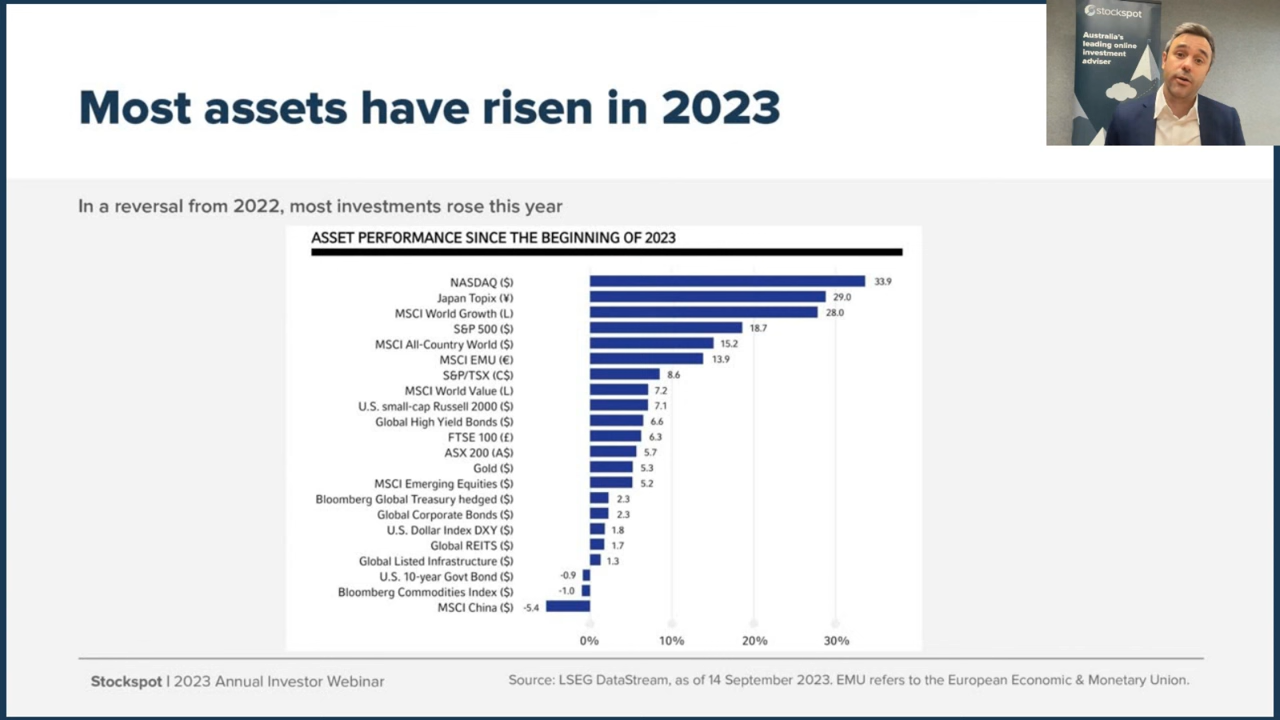 stockspot
Australia's
leading online
investment
adviser
Most assets have risen in 2023
In a reversal from 2022, most investments rose this year
ASSET PERFORMANCE SINCE THE BEGINNING OF 2023
NASDAQ ($) 33.9
Japan Topix (¥) 29.0
MSCI World Growth (L) 28.0
S&P 500 ($) 18.7
MSCI All-Country World ($) 15.2
MSCI EMU (€) 13.9
S&P/TSX (C$) 8.6
MSCI World Value (L) 7.2
U.S. small-cap Russell 2000 ($) 7.1
Global High Yield Bonds ($) 6.6
FTSE 100 (£) 6.3
ASX 200 (A$) 5.7
Gold ($) 5.3
MSCI Emerging Equities ($) 5.2
Bloomberg Global Treasury hedged ($) 2.3
Global Corporate Bonds ($) 2.3
U.S. Dollar Index DXY ($) 1.8
Global REITS ($) 1.7
Global Listed Infrastructure ($) 1.3
U.S. 10-year Govt Bond ($) -0.9
Bloomberg Commodities Index ($) -1.0
MSCI China ($) -5.4
0% 10% 20% 30%
Stockspot | 2023 Annual Investor Webinar
Source: LSEG DataStream, as of 14 September 2023. EMU refers to the European Economic & Monetary Union.